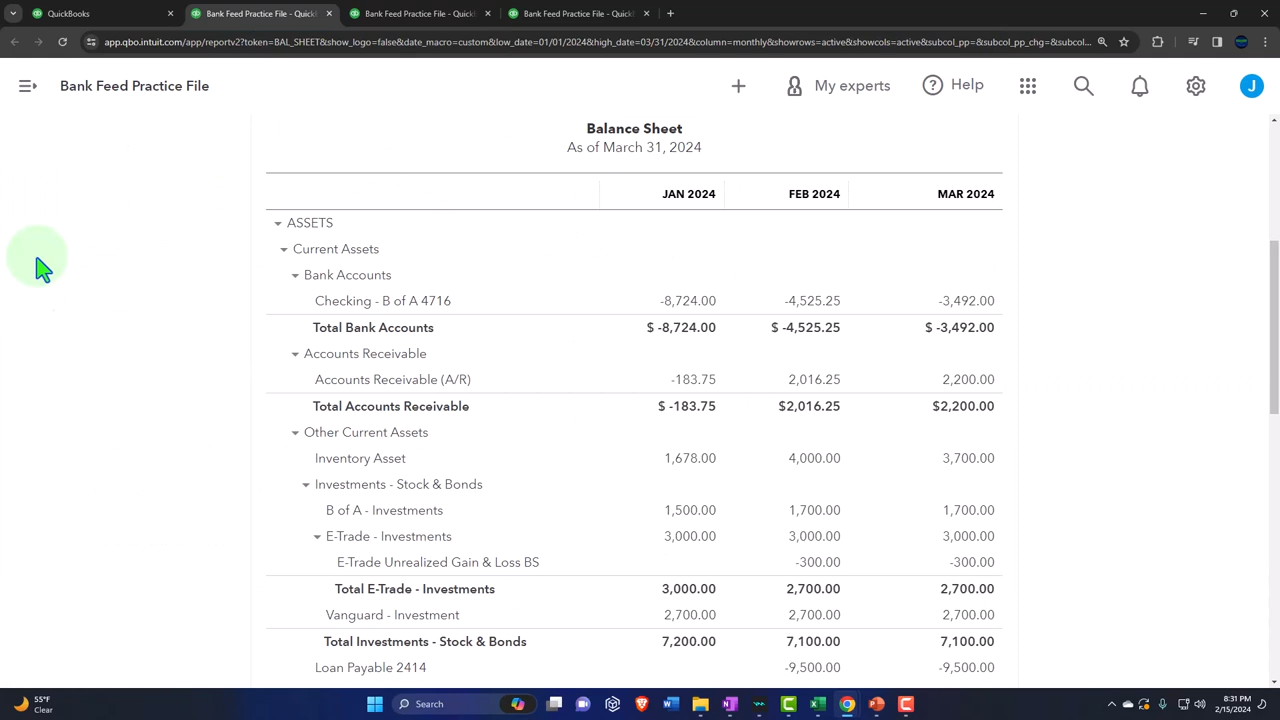 QuickBooks
Bank Feed Practice File - Quick
Bank Feed Practice File - Quick
Bank Feed Practice File - Quick
app.qbo.intuit.com/app/reportv2?token=BAL_SHEET&show_logo=false&date_macro=custom&low_date=01/01/2024&high_date=03/31/2024&column=monthly&showrows=active&showcols=active&subcol_pp_chg=&subcol...
Bank Feed Practice File
My experts
Help
J
Balance Sheet
As of March 31, 2024
JAN 2024 FEB 2024 MAR 2024
ASSETS
Current Assets
Bank Accounts
Checking - B of A 4716 -8,724.00 -4,525.25 -3,492.00
Total Bank Accounts $ -8,724.00 $ -4,525.25 $ -3,492.00
Accounts Receivable
Accounts Receivable (A/R) -183.75 2,016.25 2,200.00
Total Accounts Receivable $ -183.75 $2,016.25 $2,200.00
Other Current Assets
Inventory Asset 1,678.00 4,000.00 3,700.00
Investments - Stock & Bonds
B of A - Investments 1,500.00 1,700.00 1,700.00
E-Trade - Investments 3,000.00 3,000.00 3,000.00
E-Trade Unrealized Gain & Loss BS -300.00 -300.00
Total E-Trade - Investments 3,000.00 2,700.00 2,700.00
Vanguard - Investment 2,700.00 2,700.00 2,700.00
Total Investments - Stock & Bonds 7,200.00 7,100.00 7,100.00
Loan Payable 2414 -9,500.00 -9,500.00
55°F
Clear
Search
8:31 PM
2/15/2024